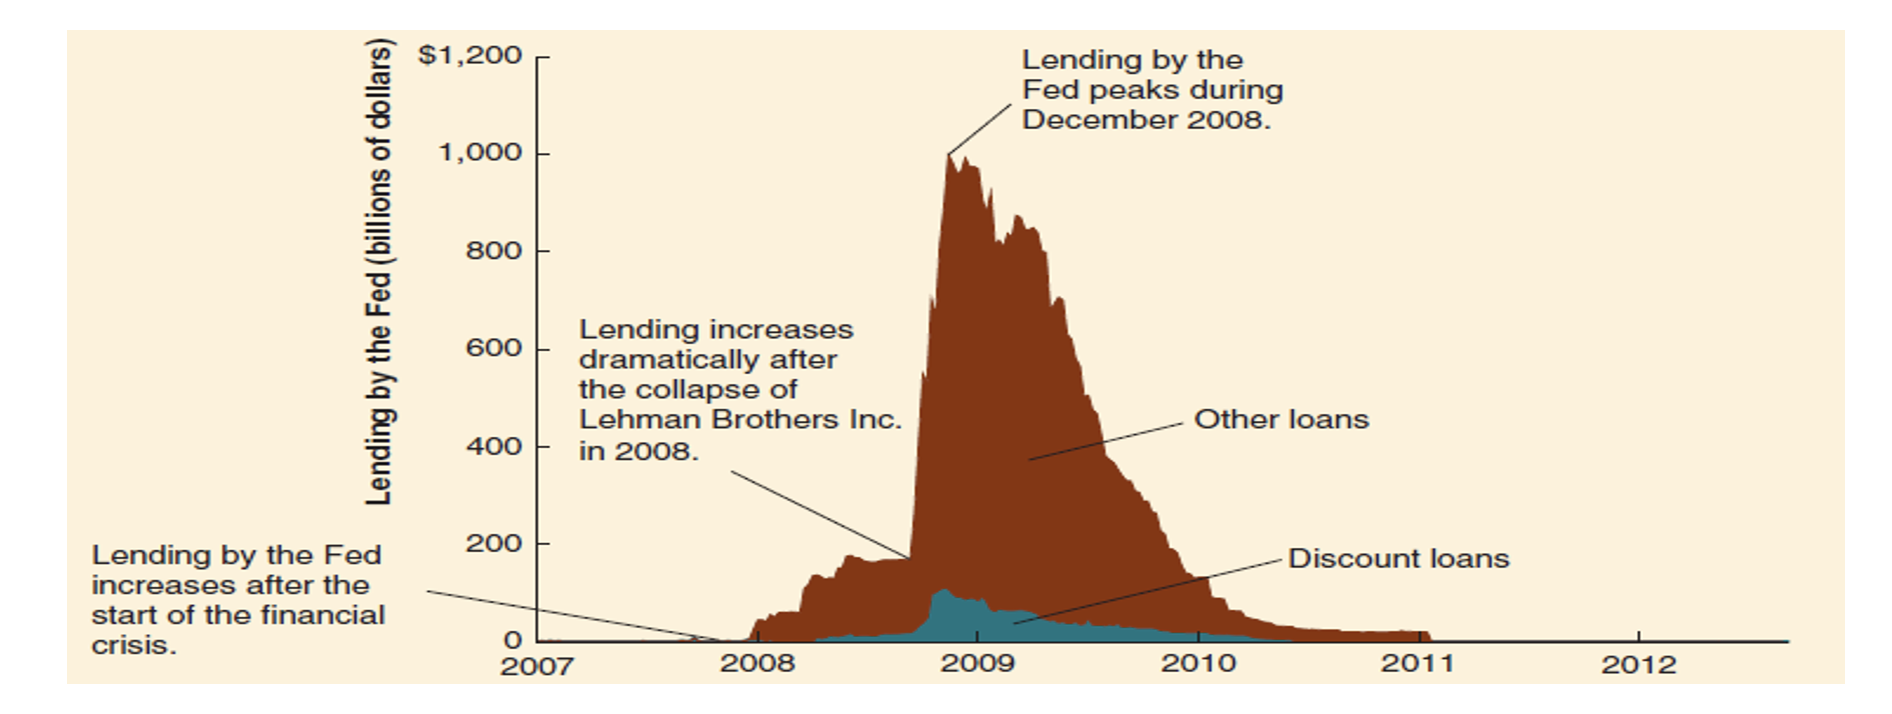 Lending by the Fed (billions of dollars)
$1,200
1,000
800
600
400
200
0
Lending by the
Fed peaks during
December 2008.
Lending increases
dramatically after
the collapse of
Lehman Brothers Inc.
in 2008.
Other loans
Discount loans
Lending by the Fed
increases after the
start of the financial
crisis.
2007 2008 2009 2010 2011 2012